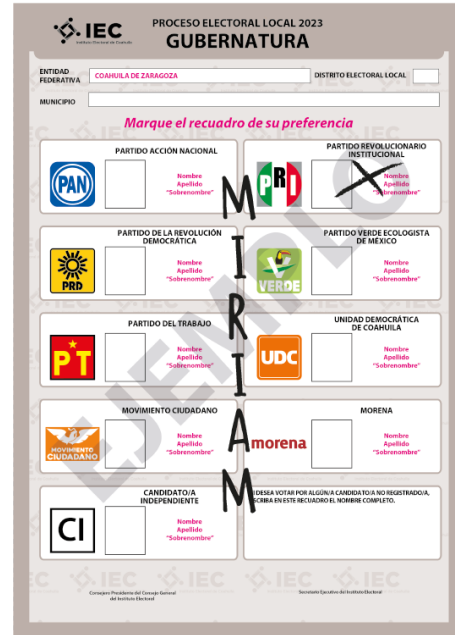 IEC
Instituto Electoral de Coahuila
PROCESO ELECTORAL LOCAL 2023
GUBERNATURA
ENTIDAD FEDERATIVA
COAHUILA DE ZARAGOZA
DISTRITO ELECTORAL LOCAL
MUNICIPIO
Marque el recuadro de su preferencia
PARTIDO ACCIÓN NACIONAL
PAN
Nombre
Apellido
"Sobrenombre"
PARTIDO REVOLUCIONARIO
INSTITUCIONAL
PRI
Nombre
Apellido
"Sobrenombre"
PARTIDO DE LA REVOLUCIÓN
DEMOCRÁTICA
PRD
Nombre
Apellido
"Sobrenombre"
PARTIDO VERDE ECOLOGISTA
DE MÉXICO
VERDE
Nombre
Apellido
"Sobrenombre"
PARTIDO DEL TRABAJO
PT
Nombre
Apellido
"Sobrenombre"
UNIDAD DEMOCRÁTICA
DE COAHUILA
UDC
Nombre
Apellido
"Sobrenombre"
MOVIMIENTO CIUDADANO
MOVIMIENTO
CIUDADANO
Nombre
Apellido
"Sobrenombre"
MORENA
morena
Nombre
Apellido
"Sobrenombre"
CANDIDATO/A
INDEPENDIENTE
CI
Nombre
Apellido
"Sobrenombre"
DESEA VOTAR POR ALGÚN/A CANDIDATO/A NO REGISTRADO/A,
ESCRIBA EN ESTE RECUADRO EL NOMBRE COMPLETO.
MIRIAM
EJEMPLO
Consejero Presidente del Consejo General
del Instituto Electoral
Secretario Ejecutivo del Instituto Electoral